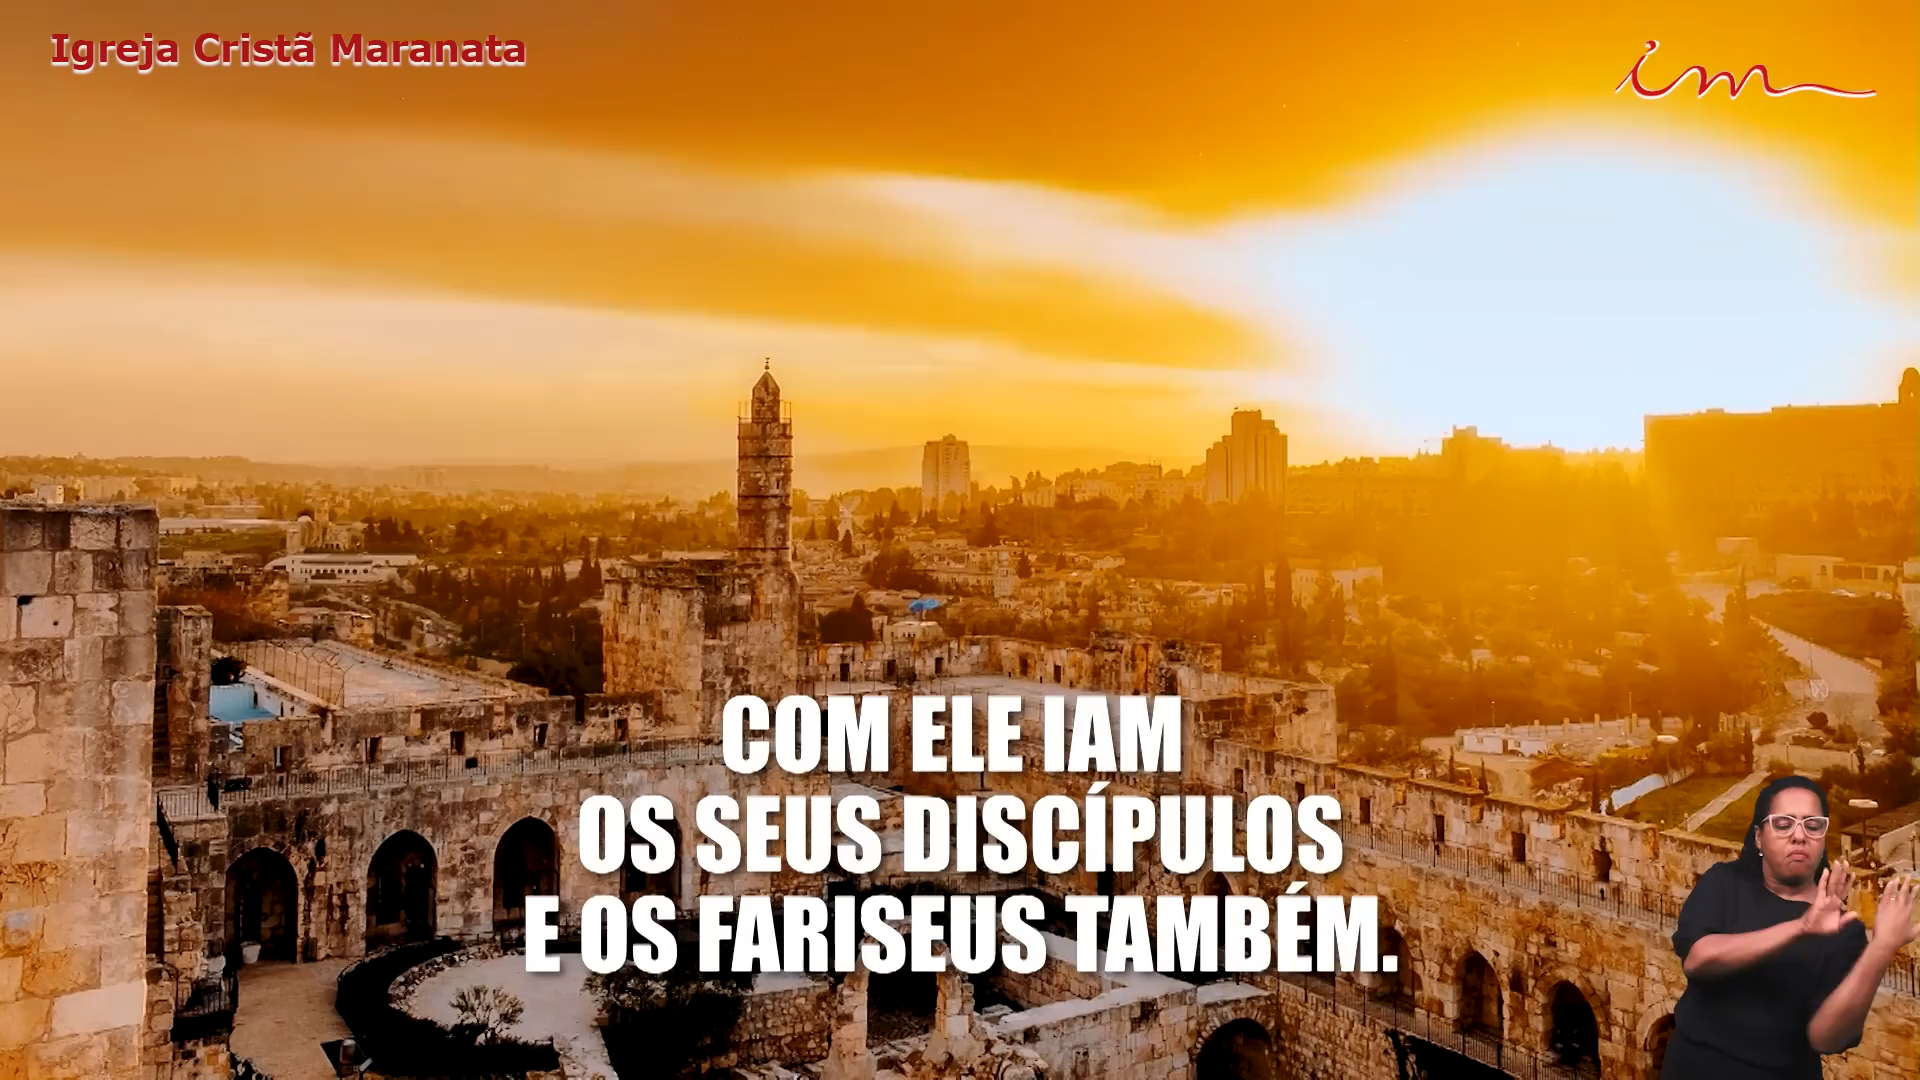 Igreja Cristã Maranata
im
COM ELE IAM
OS SEUS DISCÍPULOS
E OS FARISEUS TAMBÉM.